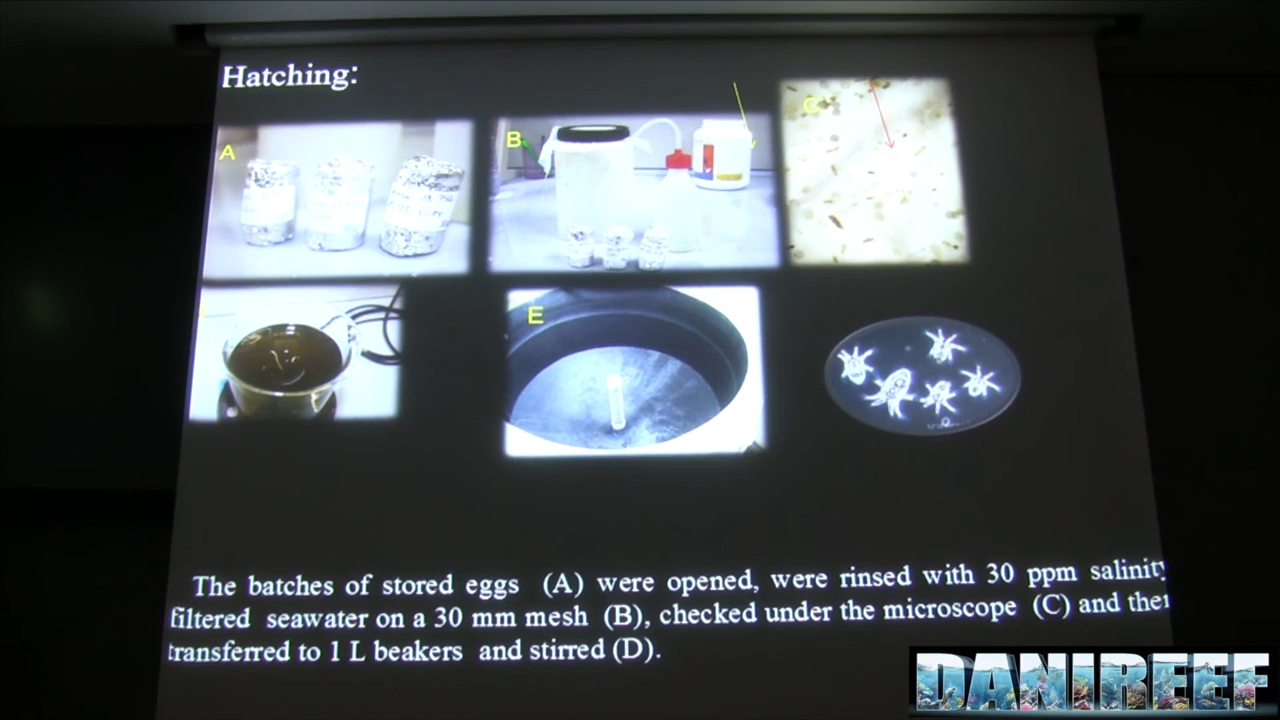 Hatching:
A
B
C
E
The batches of stored eggs (A) were opened, were rinsed with 30 ppm salinity
filtered seawater on a 30 mm mesh (B), checked under the microscope (C) and then
transferred to 1 L beakers and stirred (D).
DANIREEF